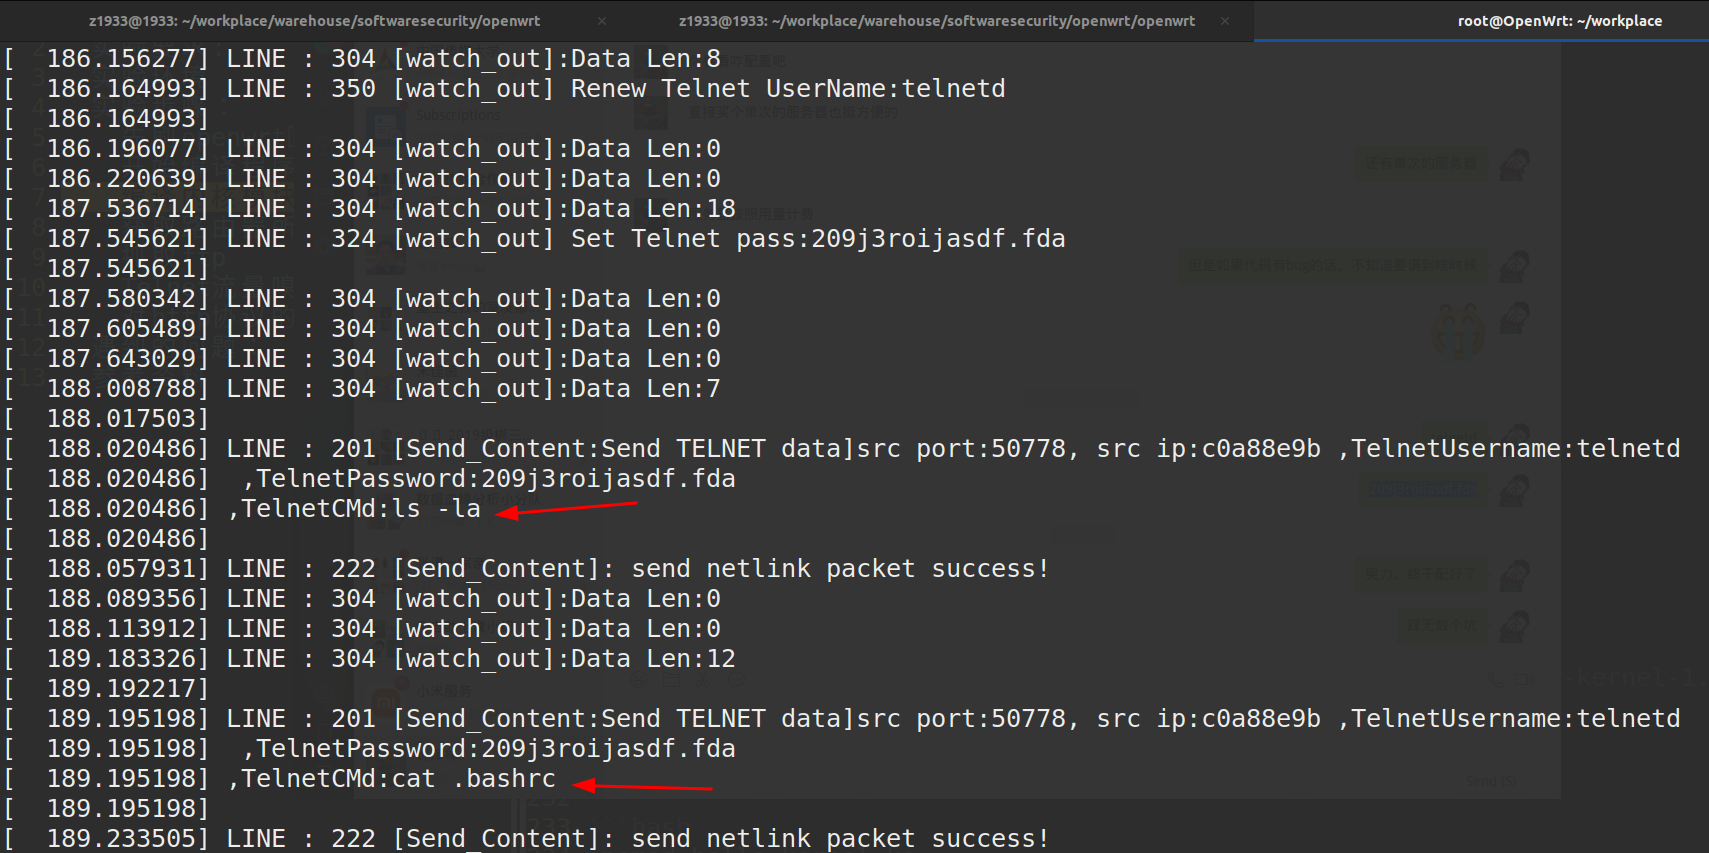 z1933@1933: ~/workplace/warehouse/softwaresecurity/openwrt × z1933@1933: ~/workplace/warehouse/softwaresecurity/openwrt/openwrt × root@OpenWrt: ~/workplace
[  186.156277] LINE : 304 [watch_out]:Data Len:8
[  186.164993] LINE : 350 [watch_out] Renew Telnet UserName:telnetd
[  186.164993]
[  186.196077] LINE : 304 [watch_out]:Data Len:0
[  186.220639] LINE : 304 [watch_out]:Data Len:0
[  187.536714] LINE : 304 [watch_out]:Data Len:18
[  187.545621] LINE : 324 [watch_out] Set Telnet pass:209j3roijasdf.fda
[  187.545621]
[  187.580342] LINE : 304 [watch_out]:Data Len:0
[  187.605489] LINE : 304 [watch_out]:Data Len:0
[  187.643029] LINE : 304 [watch_out]:Data Len:0
[  188.008788] LINE : 304 [watch_out]:Data Len:7
[  188.017503]
[  188.020486] LINE : 201 [Send_Content:Send TELNET data]src port:50778, src ip:c0a88e9b ,TelnetUsername:telnetd
[  188.020486]  ,TelnetPassword:209j3roijasdf.fda
[  188.020486] ,TelnetCMd:ls -la
[  188.020486]
[  188.057931] LINE : 222 [Send_Content]: send netlink packet success!
[  188.089356] LINE : 304 [watch_out]:Data Len:0
[  188.113912] LINE : 304 [watch_out]:Data Len:0
[  189.183326] LINE : 304 [watch_out]:Data Len:12
[  189.192217]
[  189.195198] LINE : 201 [Send_Content:Send TELNET data]src port:50778, src ip:c0a88e9b ,TelnetUsername:telnetd
[  189.195198]  ,TelnetPassword:209j3roijasdf.fda
[  189.195198] ,TelnetCMd:cat .bashrc
[  189.195198]
[  189.233505] LINE : 222 [Send_Content]: send netlink packet success!
Subscriptions
小米服务
-kernel-1.
Send (S)